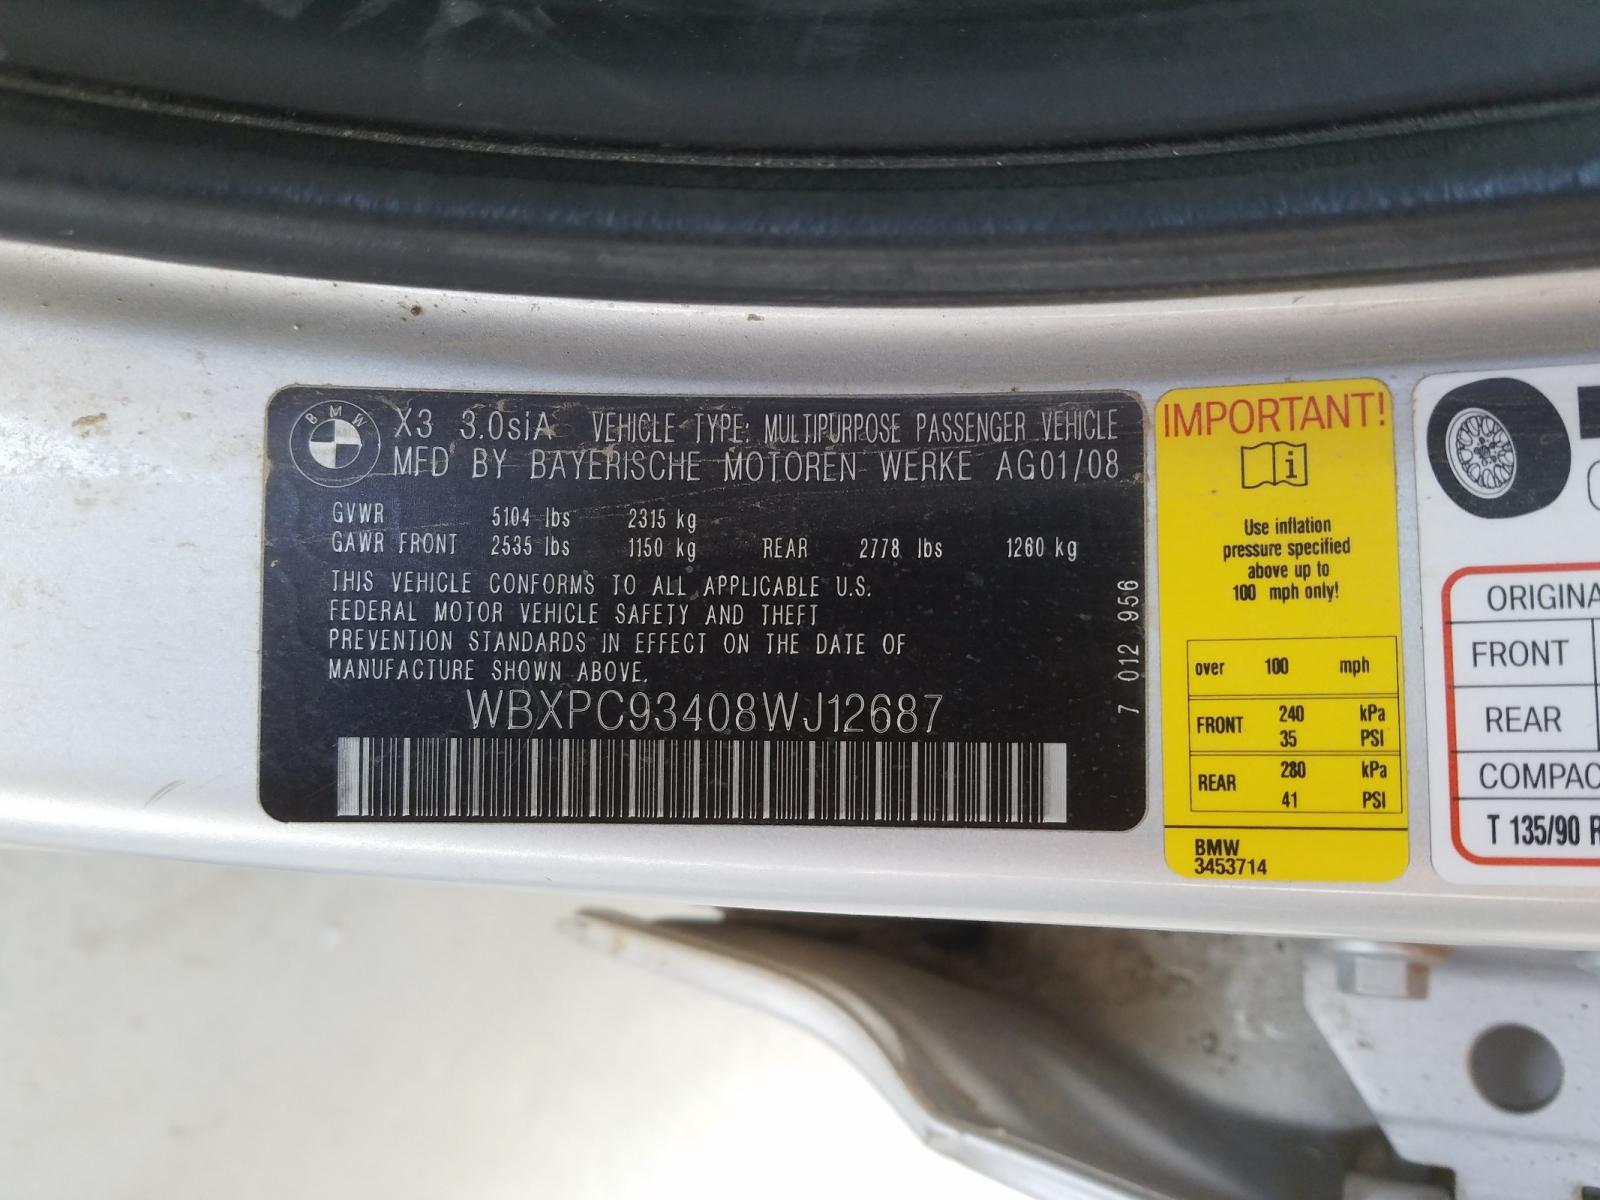 BMW
X3 3.0siA VEHICLE TYPE: MULTIPURPOSE PASSENGER VEHICLE
MFD BY BAYERISCHE MOTOREN WERKE AG01/08
GVWR 5104 lbs 2315 kg
GAWR FRONT 2535 lbs 1150 kg REAR 2778 lbs 1260 kg
THIS VEHICLE CONFORMS TO ALL APPLICABLE U.S.
FEDERAL MOTOR VEHICLE SAFETY AND THEFT
PREVENTION STANDARDS IN EFFECT ON THE DATE OF
MANUFACTURE SHOWN ABOVE.
WBXPC93408WJ12687
7 012 956
IMPORTANT!
i
Use inflation
pressure specified
above up to
100 mph only!
over 100 mph
FRONT 240 kPa
35 PSI
REAR 280 kPa
41 PSI
BMW
3453714
ORIGINA
FRONT
REAR
COMPAC
T 135/90 R